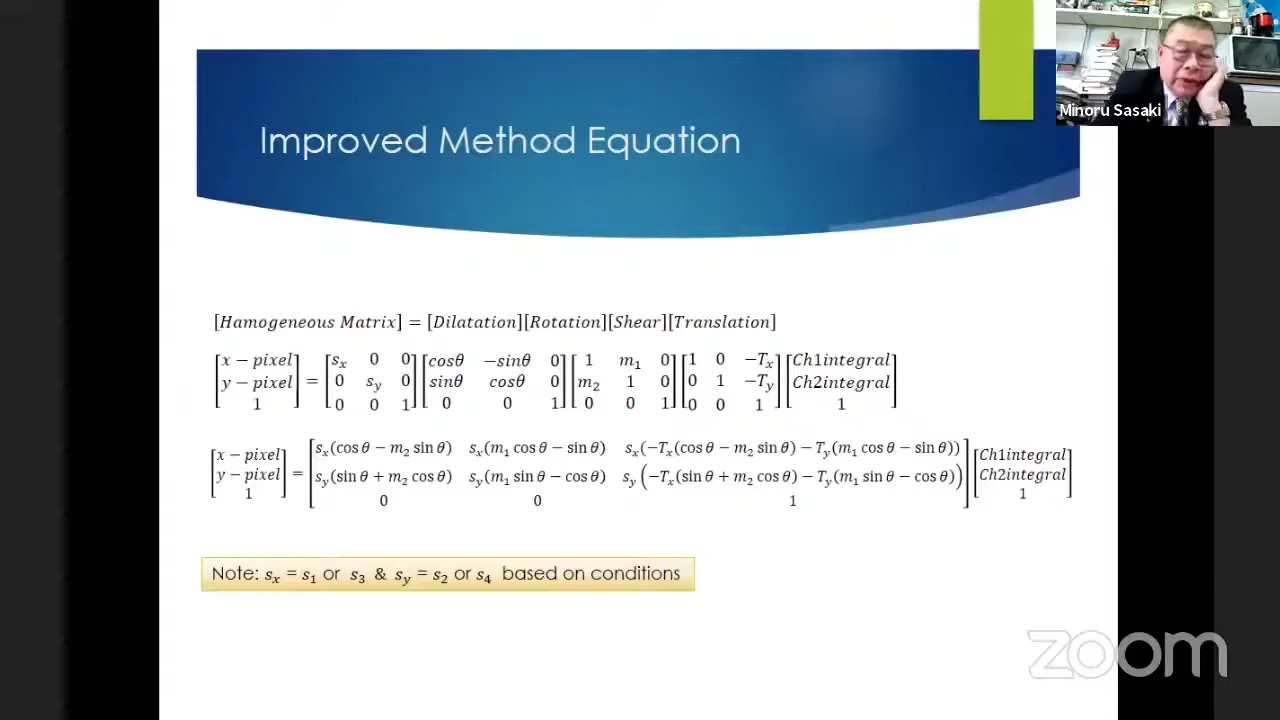 Minoru Sasaki
Improved Method Equation
[Hamogeneous Matrix] = [Dilatation][Rotation][Shear][Translation]
[x − pixel; y − pixel; 1] = [s_x 0 0; 0 s_y 0; 0 0 1] [cosθ −sinθ 0; sinθ cosθ 0; 0 0 1] [1 m_1 0; m_2 1 0; 0 0 1] [1 0 −T_x; 0 1 −T_y; 0 0 1] [Ch1integral; Ch2integral; 1]
[x − pixel; y − pixel; 1] = [s_x(cos θ − m_2 sin θ) s_x(m_1 cos θ − sin θ) s_x(−T_x(cos θ − m_2 sin θ) − T_y(m_1 cos θ − sin θ)); s_y(sin θ + m_2 cos θ) s_y(m_1 sin θ − cos θ) s_y(−T_x(sin θ + m_2 cos θ) − T_y(m_1 sin θ − cos θ)); 0 0 1] [Ch1integral; Ch2integral; 1]
Note: s_x = s_1 or s_3 & s_y = s_2 or s_4 based on conditions
zoom